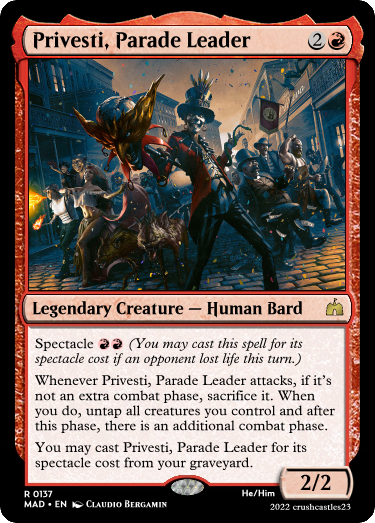 Privesti, Parade Leader 2
Legendary Creature — Human Bard
Spectacle (You may cast this spell for its
spectacle cost if an opponent lost life this turn.)
Whenever Privesti, Parade Leader attacks, if it's
not an extra combat phase, sacrifice it. When
you do, untap all creatures you control and after
this phase, there is an additional combat phase.
You may cast Privesti, Parade Leader for its
spectacle cost from your graveyard.
2/2
R 0137
MAD • EN Claudio Bergamin
He/Him
2022 crushcastles23